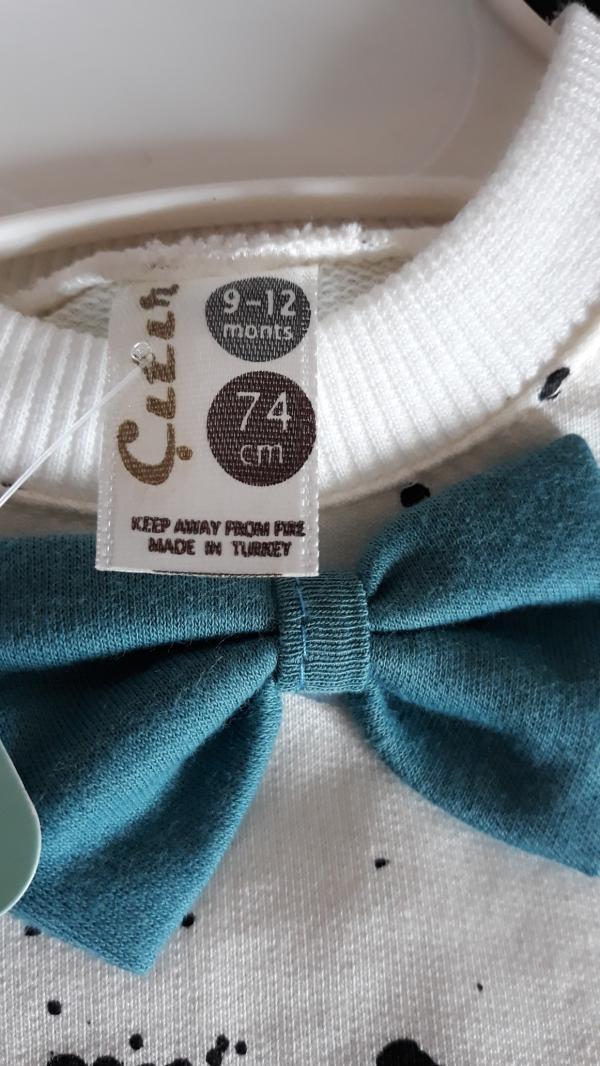 9-12
monts
74
cm
KEEP AWAY FROM FIRE
MADE IN TURKEY